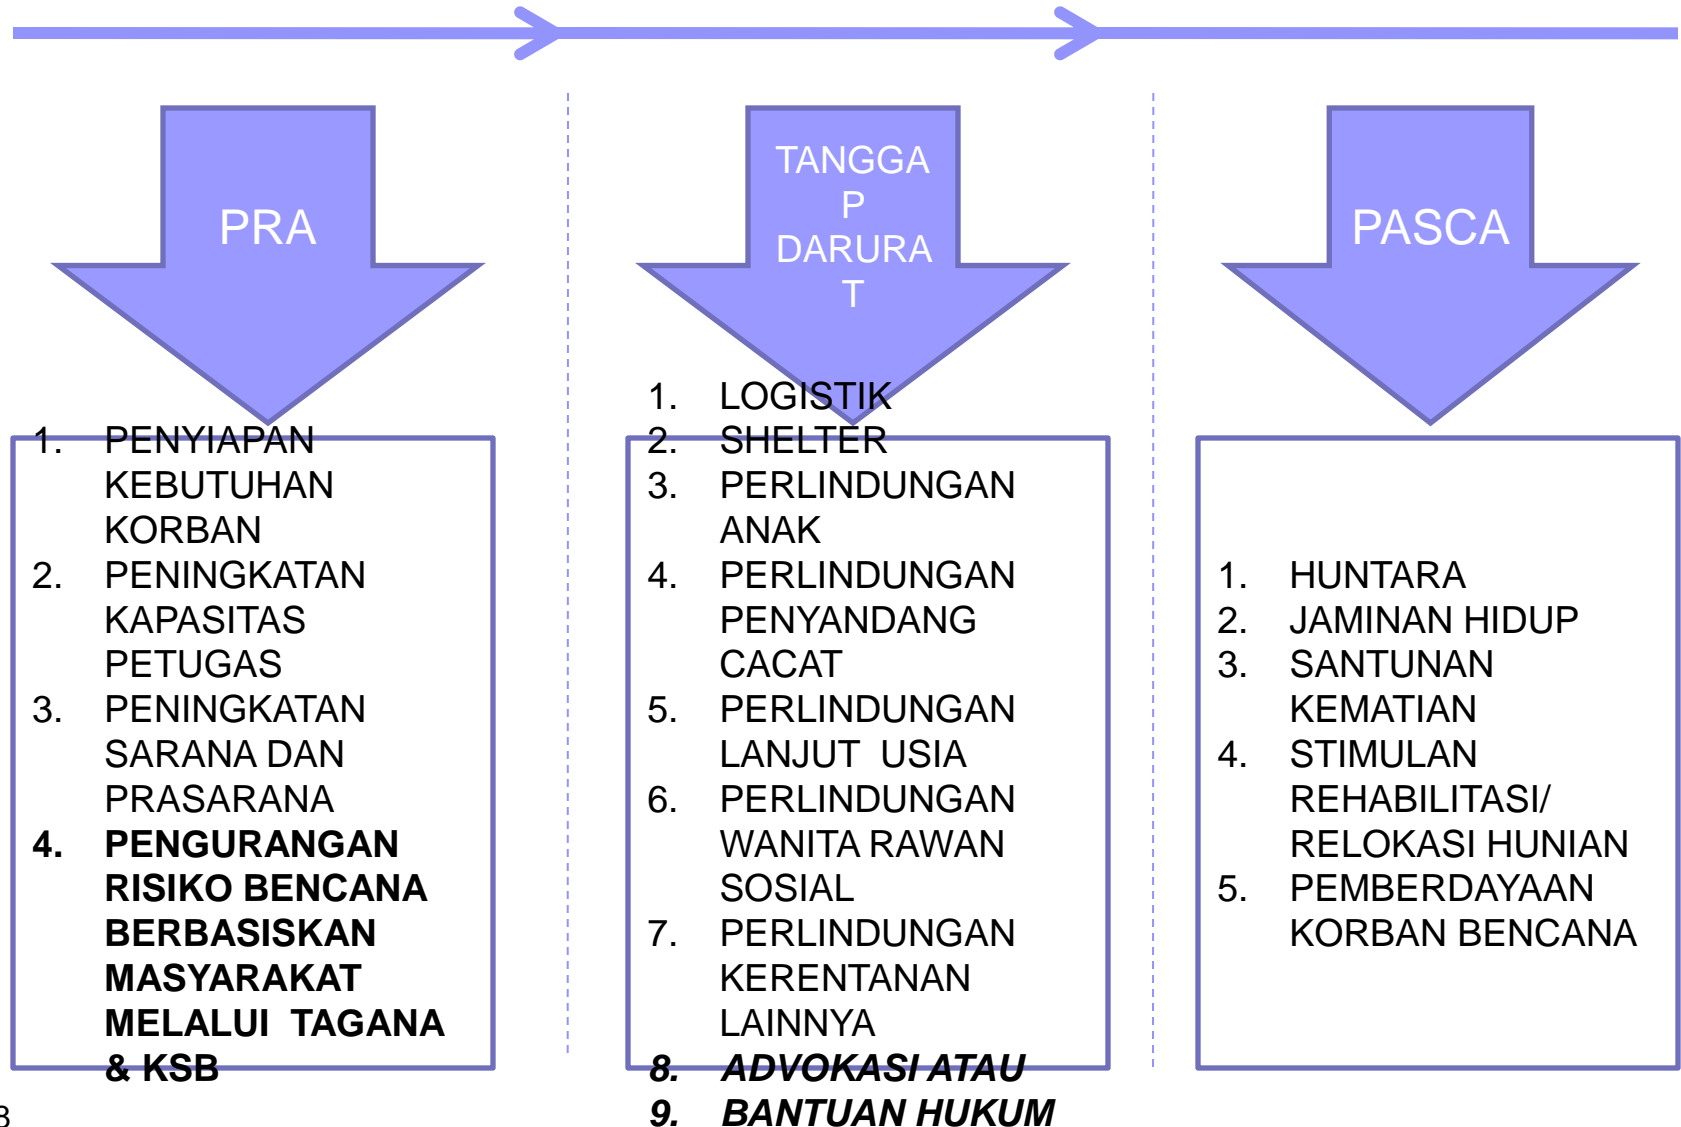 PRA
1. PENYIAPAN
KEBUTUHAN
KORBAN
2. PENINGKATAN
KAPASITAS
PETUGAS
3. PENINGKATAN
SARANA DAN
PRASARANA
4. PENGURANGAN
RISIKO BENCANA
BERBASISKAN
MASYARAKAT
MELALUI TAGANA
& KSB
TANGGA
P
DARURA
T
1. LOGISTIK
2. SHELTER
3. PERLINDUNGAN
ANAK
4. PERLINDUNGAN
PENYANDANG
CACAT
5. PERLINDUNGAN
LANJUT USIA
6. PERLINDUNGAN
WANITA RAWAN
SOSIAL
7. PERLINDUNGAN
KERENTANAN
LAINNYA
8. ADVOKASI ATAU
9. BANTUAN HUKUM
PASCA
1. HUNTARA
2. JAMINAN HIDUP
3. SANTUNAN
KEMATIAN
4. STIMULAN
REHABILITASI/
RELOKASI HUNIAN
5. PEMBERDAYAAN
KORBAN BENCANA